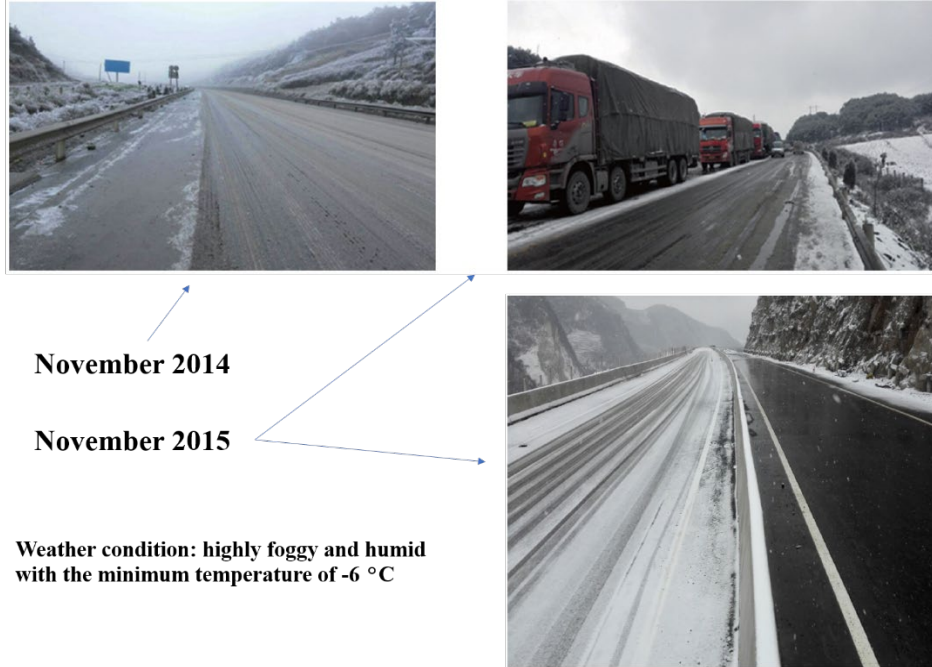 November 2014
November 2015
Weather condition: highly foggy and humid
with the minimum temperature of -6 °C